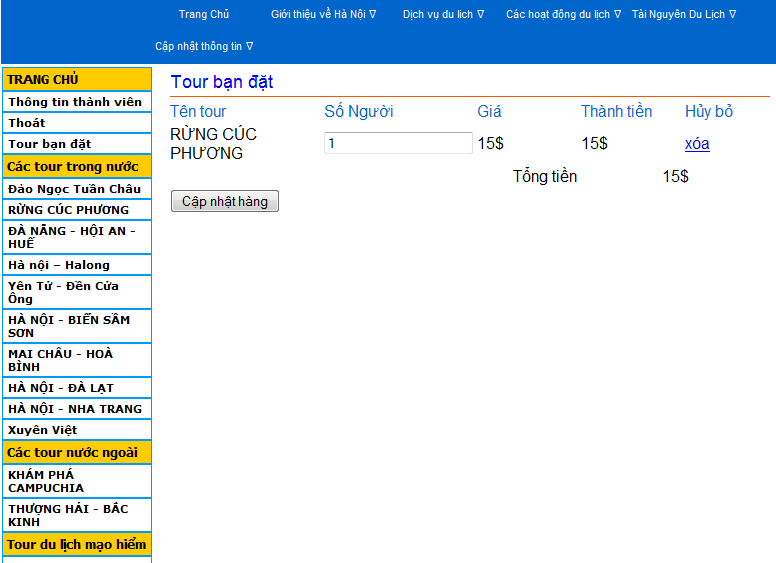 Trang Chủ Giới thiệu về Hà Nội ∇ Dịch vụ du lich ∇ Các hoạt động du lịch ∇ Tài Nguyên Du Lịch ∇
Cập nhật thông tin ∇
TRANG CHỦ
Thông tin thành viên
Thoát
Tour bạn đặt
Các tour trong nước
Đảo Ngọc Tuần Châu
RỪNG CÚC PHƯƠNG
ĐÀ NẴNG - HỘI AN -
HUẾ
Hà nội – Halong
Yên Tử - Đền Cửa
Ông
HÀ NỘI - BIỂN SẦM
SƠN
MAI CHÂU - HOÀ
BÌNH
HÀ NỘI - ĐÀ LẠT
HÀ NỘI - NHA TRANG
Xuyên Việt
Các tour nước ngoài
KHÁM PHÁ
CAMPUCHIA
THƯỢNG HẢI - BẮC
KINH
Tour du lịch mạo hiểm
Tour bạn đặt
Tên tour Số Người Giá Thành tiền Hủy bỏ
RỪNG CÚC
PHƯƠNG
1 15$ 15$ xóa
Tổng tiền 15$
Cập nhật hàng